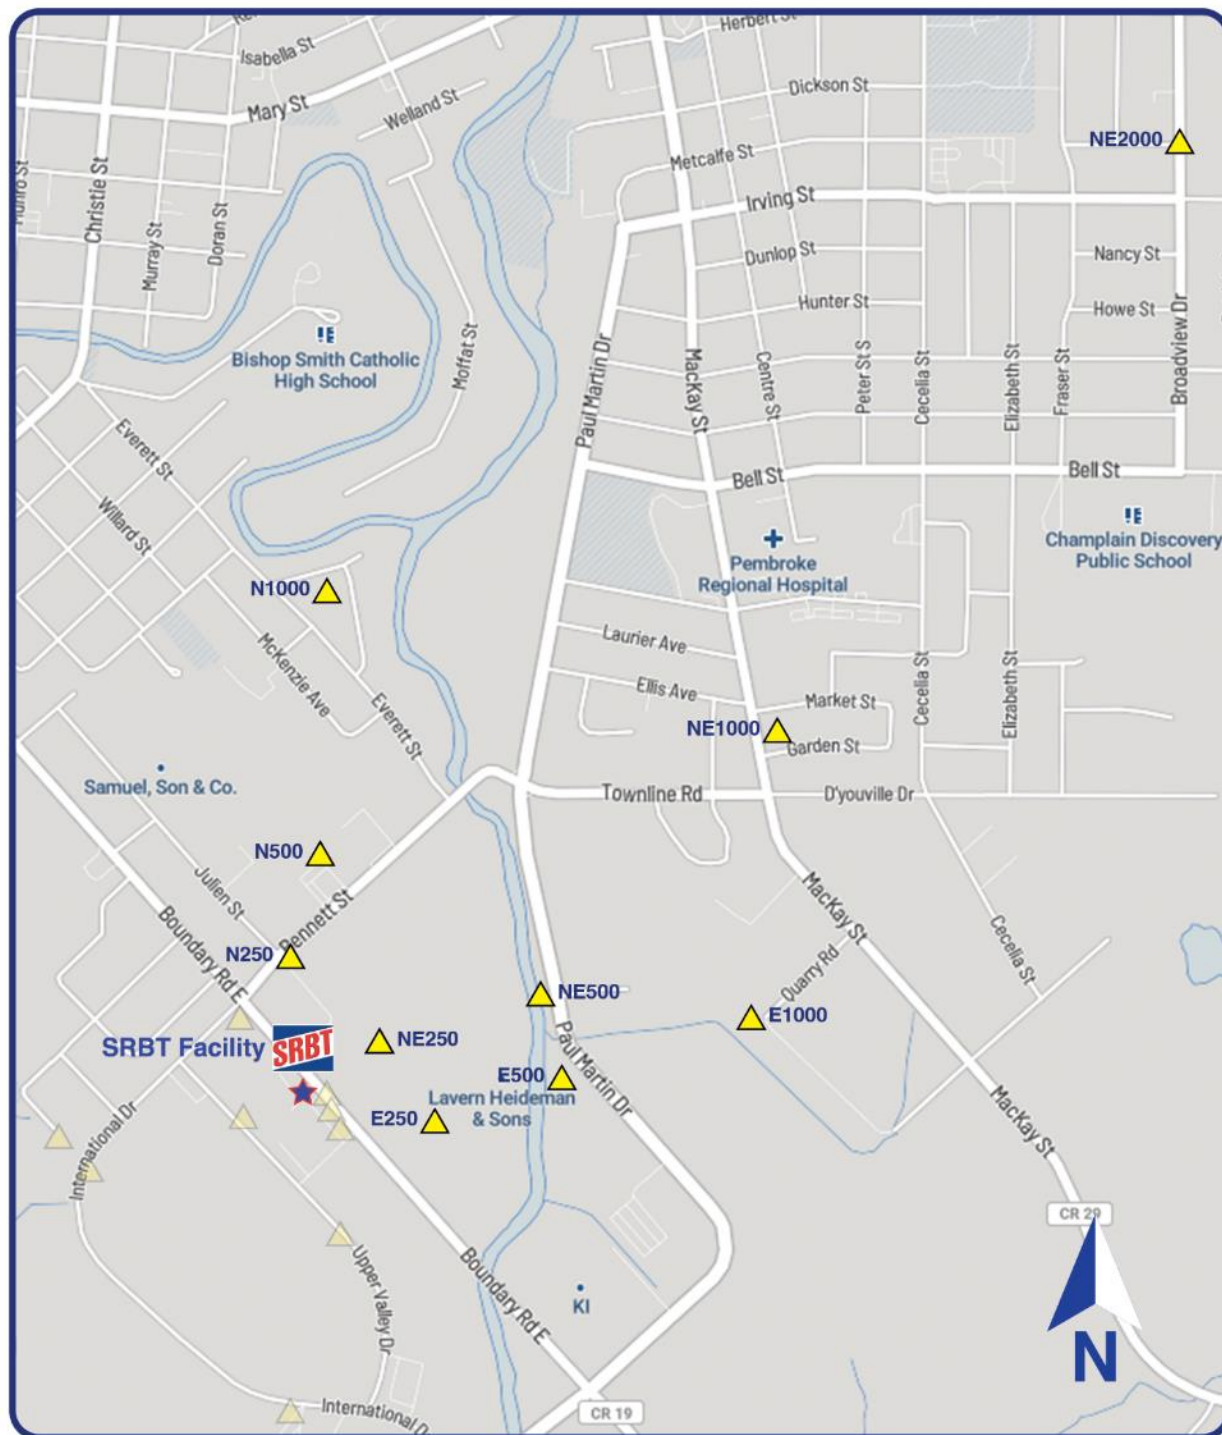 Herbert St
Isabella St
Dickson St
Mary St
Welland St
NE2000
Metcalfe St
Irving St
Christie St
Murray St
Doran St
Dunlop St
Nancy St
Hunter St
Howe St
Bishop Smith Catholic
High School
Moffat St
Paul Martin Dr
MacKay St
Centre St
Peter St S
Cecelia St
Elizabeth St
Fraser St
Broadview Dr
Everett St
Bell St
Bell St
Willard St
Champlain Discovery
Public School
Pembroke
Regional Hospital
N1000
Laurier Ave
McKenzie Ave
Ellis Ave
Market St
Cecelia St
Elizabeth St
Everett St
NE1000
Garden St
Samuel, Son & Co.
Townline Rd
D'youville Dr
N500
Julien St
Bennett St
MacKay St
Boundary Rd E
N250
Quarry Rd
Cecelia St
NE500
E1000
SRBT Facility
SRBT
NE250
Paul Martin Dr
E500
Lavern Heideman
& Sons
E250
International Dr
MacKay St
CR 29
Upper Valley Dr
Boundary Rd E
KI
N
International D
CR 19